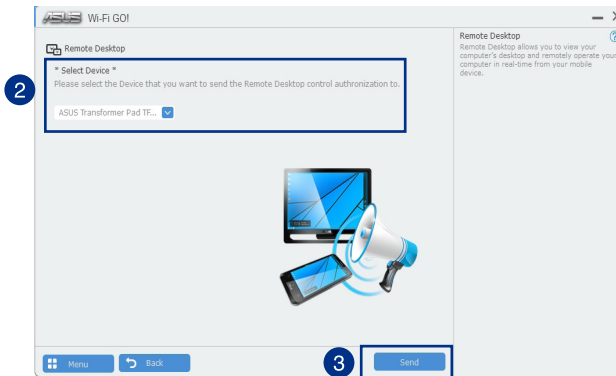 ASUS Wi-Fi GO!
Remote Desktop
* Select Device *
Please select the Device that you want to send the Remote Desktop control authronization to.
ASUS Transformer Pad TF...
2
Menu
Back
3
Send
Remote Desktop
Remote Desktop allows you to view your
computer's desktop and remotely operate your
computer in real-time from your mobile
device.